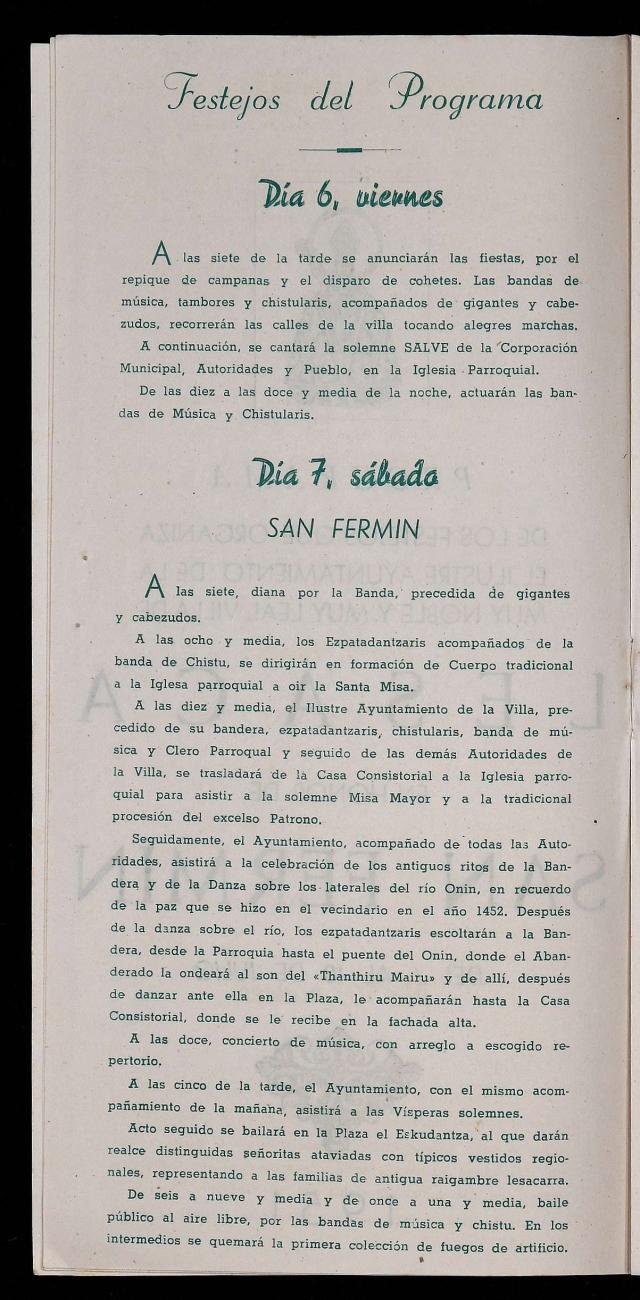 Festejos del Programa
Día 6, viernes
A las siete de la tarde se anunciarán las fiestas, por el
repique de campanas y el disparo de cohetes. Las bandas de
música, tambores y chistularis, acompañados de gigantes y cabe-
zudos, recorrerán las calles de la villa tocando alegres marchas.
A continuación, se cantará la solemne SALVE de la Corporación
Municipal, Autoridades y Pueblo, en la Iglesia Parroquial.
De las diez a las doce y media de la noche, actuarán las ban-
das de Música y Chistularis.
Día 7, sábado
SAN FERMIN
A las siete, diana por la Banda, precedida de gigantes
y cabezudos.
A las ocho y media, los Ezpatadantzaris acompañados de la
banda de Chistu, se dirigirán en formación de Cuerpo tradicional
a la Iglesa parroquial a oir la Santa Misa.
A las diez y media, el Ilustre Ayuntamiento de la Villa, pre-
cedido de su bandera, ezpatadantzaris, chistularis, banda de mú-
sica y Clero Parroqual y seguido de las demás Autoridades de
la Villa, se trasladará de la Casa Consistorial a la Iglesia parro-
quial para asistir a la solemne Misa Mayor y a la tradicional
procesión del excelso Patrono.
Seguidamente, el Ayuntamiento, acompañado de todas las Auto-
ridades, asistirá a la celebración de los antiguos ritos de la Ban-
dera y de la Danza sobre los laterales del río Onin, en recuerdo
de la paz que se hizo en el vecindario en el año 1452. Después
de la danza sobre el río, los ezpatadantzaris escoltarán a la Ban-
dera, desde la Parroquia hasta el puente del Onin, donde el Aban-
derado la ondeará al son del «Thanthiru Mairu» y de allí, después
de danzar ante ella en la Plaza, le acompañarán hasta la Casa
Consistorial, donde se le recibe en la fachada alta.
A las doce, concierto de música, con arreglo a escogido re-
pertorio.
A las cinco de la tarde, el Ayuntamiento, con el mismo acom-
pañamiento de la mañana, asistirá a las Vísperas solemnes.
Acto seguido se bailará en la Plaza el Eskudantza, al que darán
realce distinguidas señoritas ataviadas con típicos vestidos regio-
nales, representando a las familias de antigua raigambre lesacarra.
De seis a nueve y media y de once a una y media, baile
público al aire libre, por las bandas de música y chistu. En los
intermedios se quemará la primera colección de fuegos de artificio.